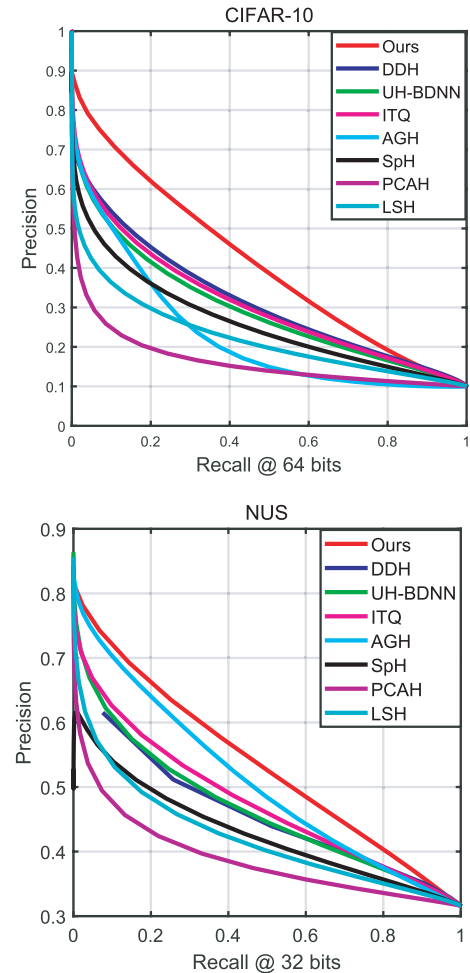 CIFAR-10
1
0.9
0.8
0.7
0.6
0.5
0.4
0.3
0.2
0.1
0
Precision
Ours
DDH
UH-BDNN
ITQ
AGH
SpH
PCAH
LSH
0 0.2 0.4 0.6 0.8 1
Recall @ 64 bits
NUS
0.9
0.8
0.7
0.6
0.5
0.4
0.3
Precision
Ours
DDH
UH-BDNN
ITQ
AGH
SpH
PCAH
LSH
0 0.2 0.4 0.6 0.8 1
Recall @ 32 bits